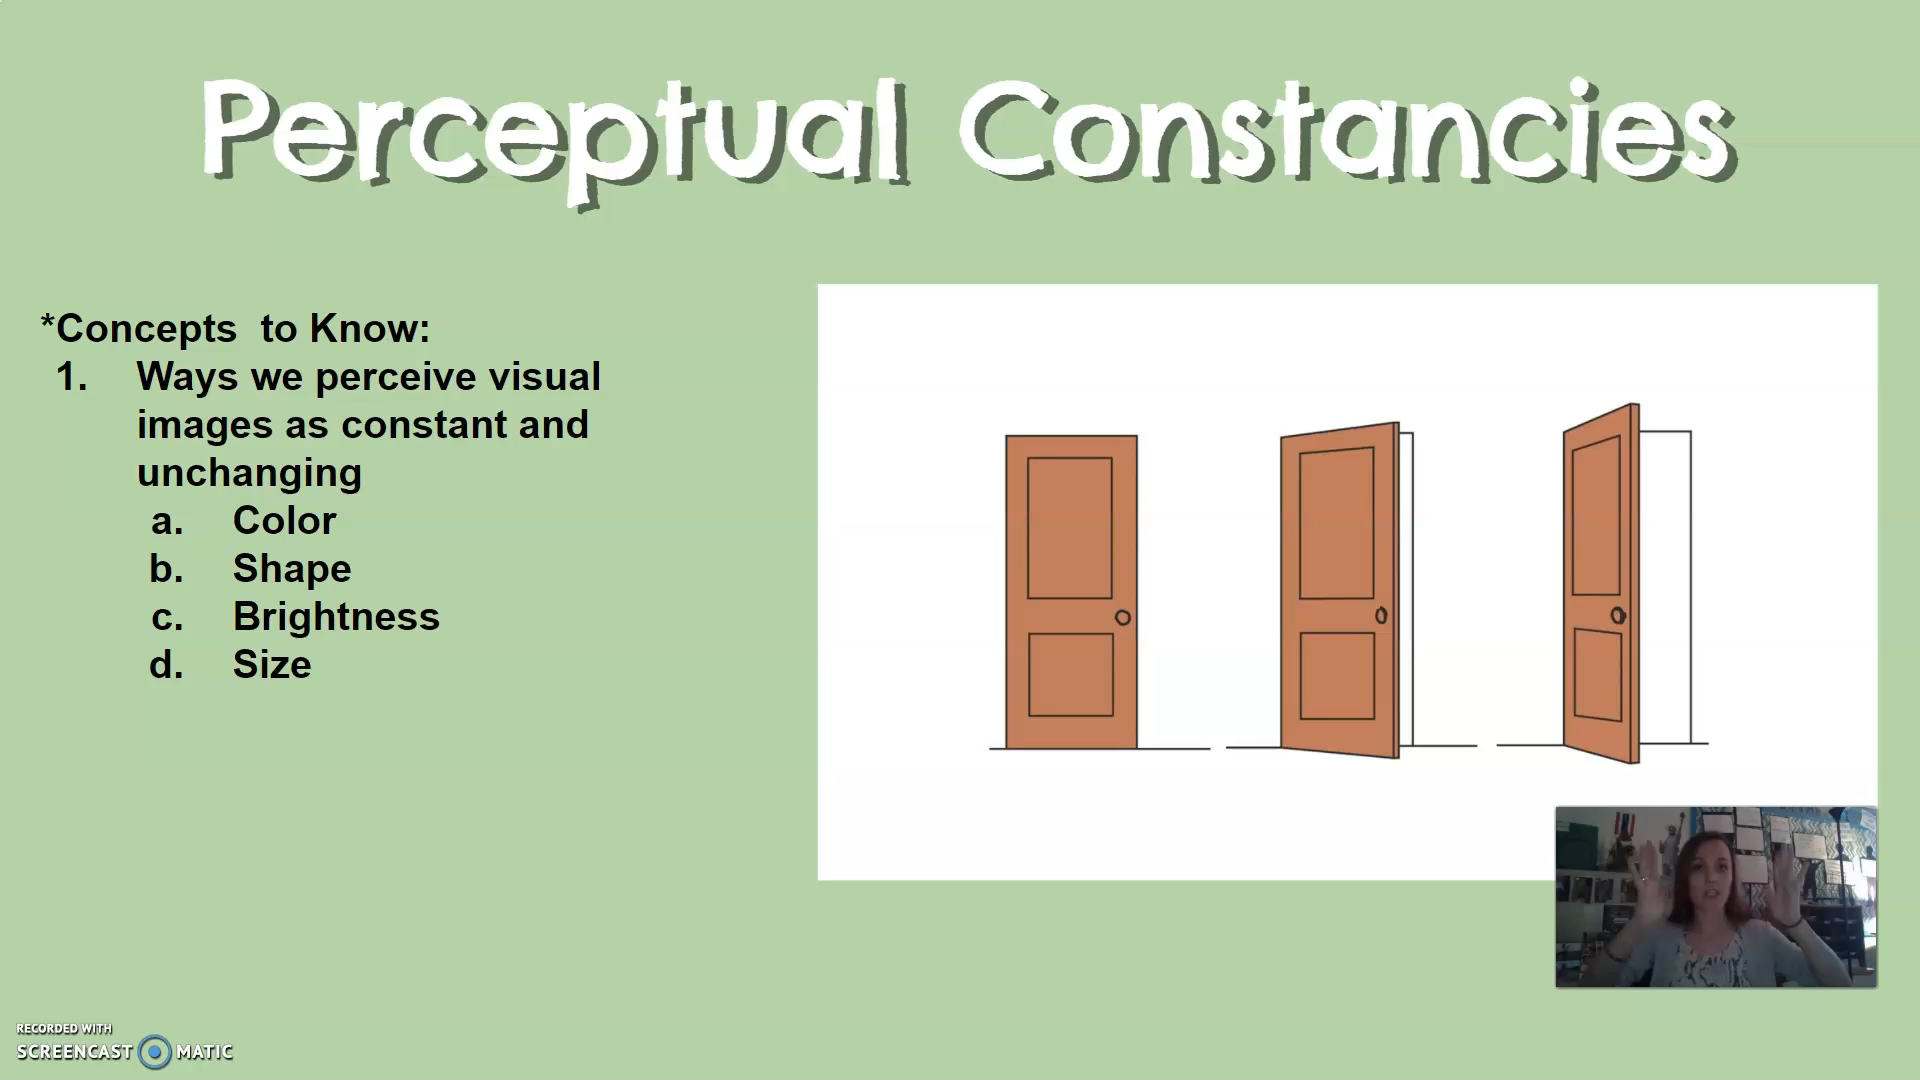 Perceptual Constancies
*Concepts to Know:
1. Ways we perceive visual
images as constant and
unchanging
a. Color
b. Shape
c. Brightness
d. Size
RECORDED WITH
SCREENCAST MATIC